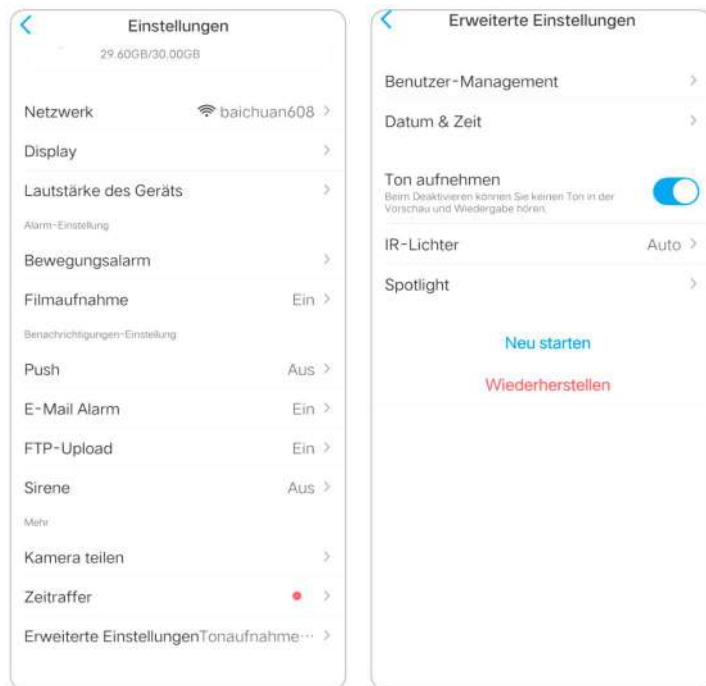 Einstellungen
29.60GB/30.00GB
Netzwerk baichuan608
Display
Lautstärke des Geräts
Alarm-Einstellung
Bewegungsalarm
Filmaufnahme Ein
Benachrichtigungen-Einstellung
Push Aus
E-Mail Alarm Ein
FTP-Upload Ein
Sirene Aus
Mehr
Kamera teilen
Zeitraffer
Erweiterte Einstellungen Tonaufnahme...
Erweiterte Einstellungen
Benutzer-Management
Datum & Zeit
Ton aufnehmen
Beim Deaktivieren können Sie keinen Ton in der
Vorschau und Wiedergabe hören.
IR-Lichter Auto
Spotlight
Neu starten
Wiederherstellen